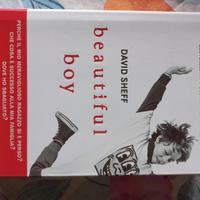 DAVID SHEFF
beautiful
boy
PERCHÉ IL MIO MERAVIGLIOSO RAGAZZO SI È PERSO?
CHE COSA È SUCCESSO ALLA MIA FAMIGLIA?
DOVE HO SBAGLIATO?